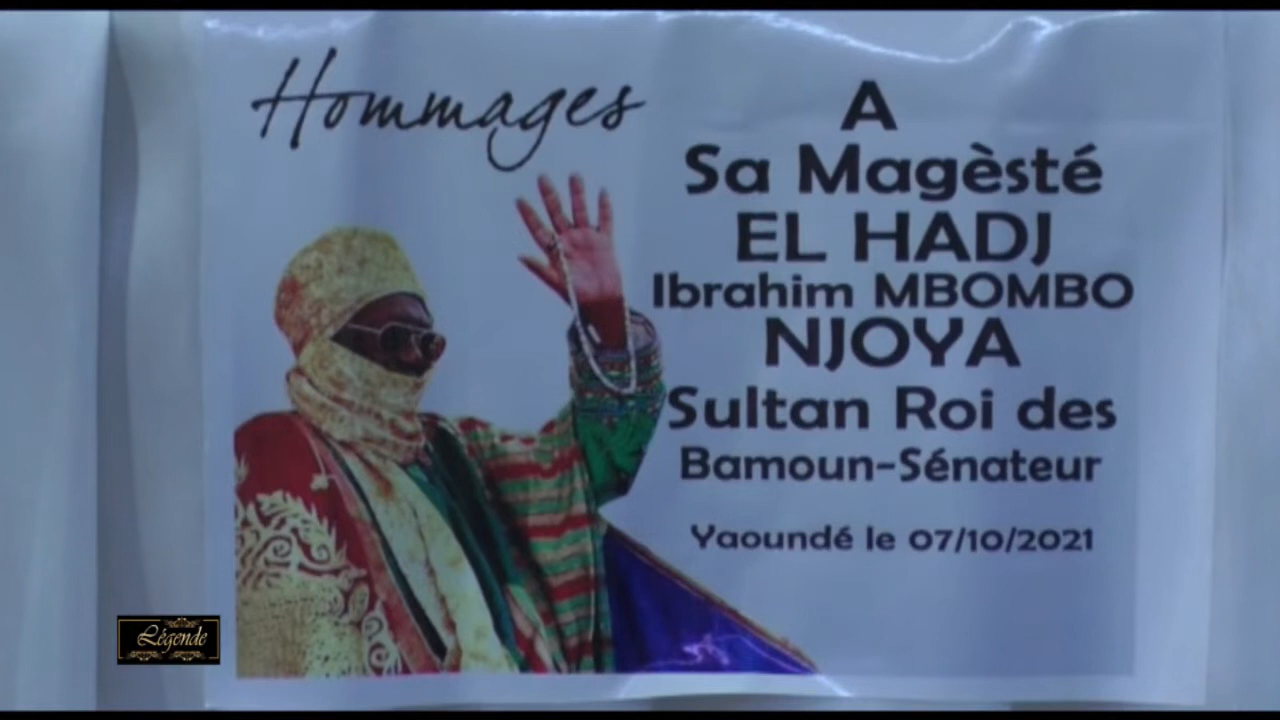 Hommages
A
Sa Magèsté
EL HADJ
Ibrahim MBOMBO
NJOYA
Sultan Roi des
Bamoun-Sénateur
Yaoundé le 07/10/2021
Légende